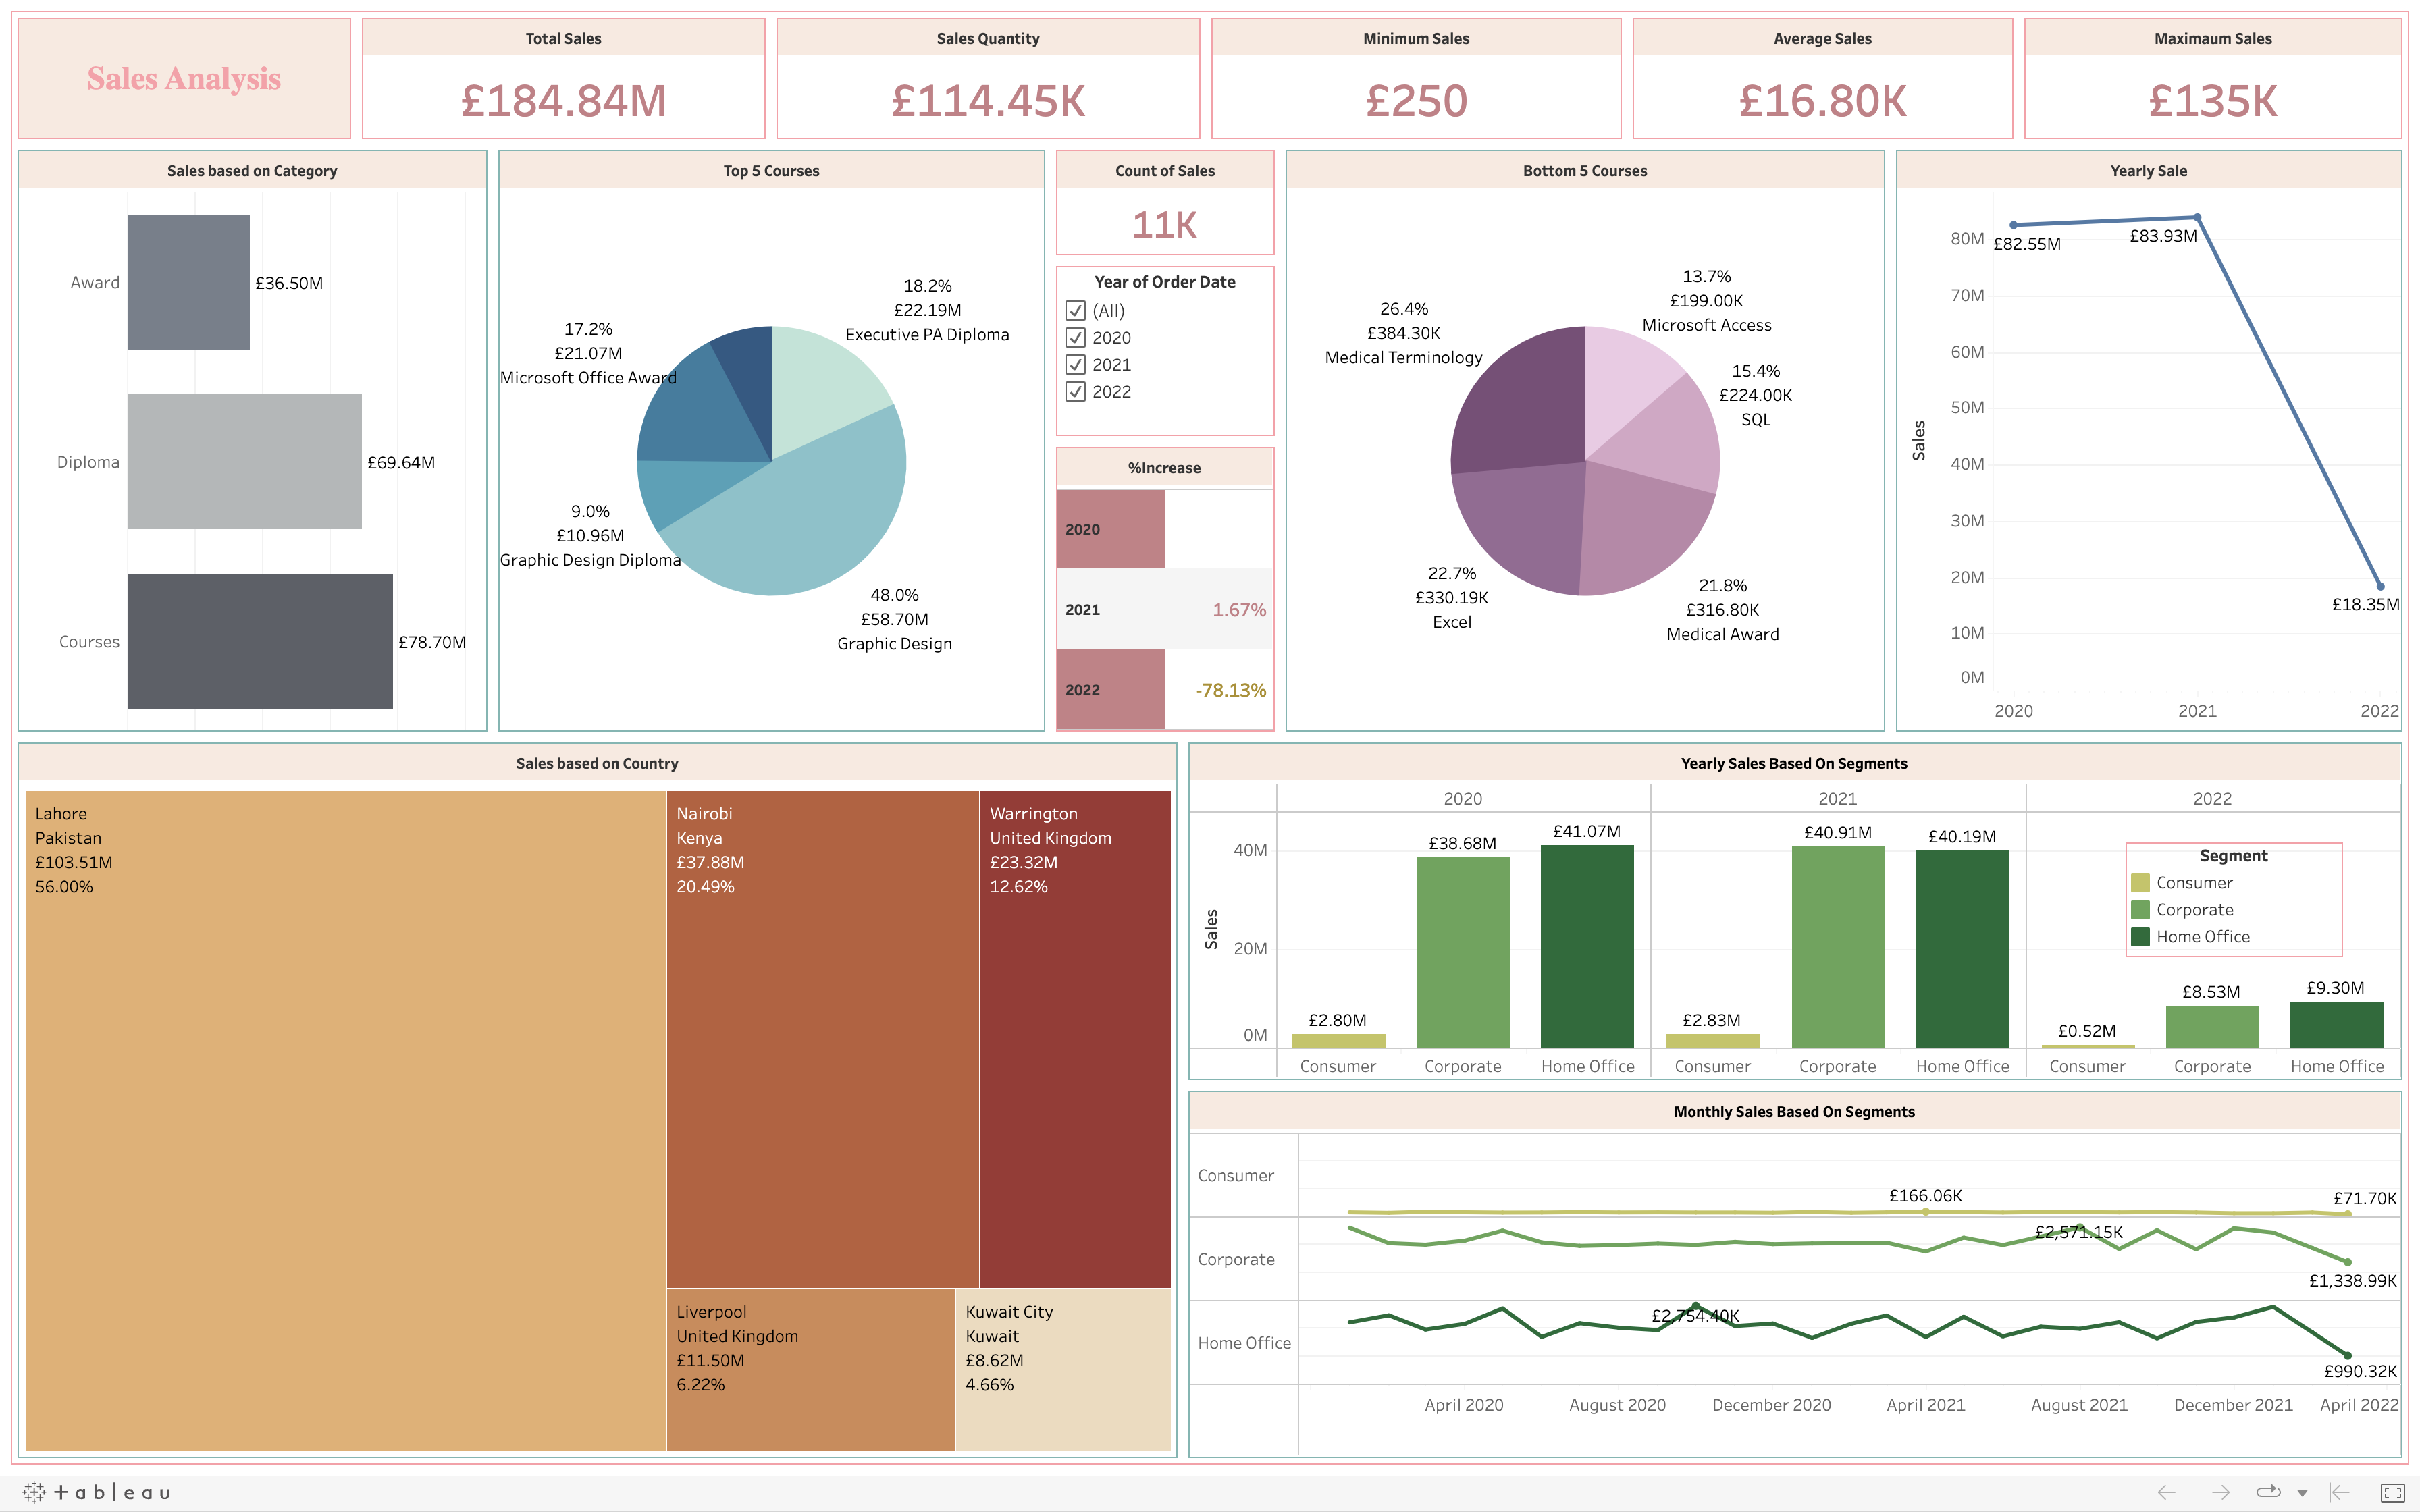 Sales Analysis
Total Sales
£184.84M
Sales Quantity
£114.45K
Minimum Sales
£250
Average Sales
£16.80K
Maximaum Sales
£135K
Sales based on Category
Award
£36.50M
Diploma
£69.64M
Courses
£78.70M
Top 5 Courses
18.2%
£22.19M
Executive PA Diploma
17.2%
£21.07M
Microsoft Office Award
9.0%
£10.96M
Graphic Design Diploma
48.0%
£58.70M
Graphic Design
Count of Sales
11K
Year of Order Date
(All)
2020
2021
2022
%Increase
2020
2021 1.67%
2022 -78.13%
Bottom 5 Courses
13.7%
£199.00K
Microsoft Access
26.4%
£384.30K
Medical Terminology
15.4%
£224.00K
SQL
22.7%
£330.19K
Excel
21.8%
£316.80K
Medical Award
Yearly Sale
Sales
80M
70M
60M
50M
40M
30M
20M
10M
0M
£82.55M
£83.93M
£18.35M
2020 2021 2022
Sales based on Country
Lahore
Pakistan
£103.51M
56.00%
Nairobi
Kenya
£37.88M
20.49%
Warrington
United Kingdom
£23.32M
12.62%
Liverpool
United Kingdom
£11.50M
6.22%
Kuwait City
Kuwait
£8.62M
4.66%
Yearly Sales Based On Segments
2020 2021 2022
Sales
40M
20M
0M
£2.80M £38.68M £41.07M
£2.83M £40.91M £40.19M
£0.52M £8.53M £9.30M
Segment
Consumer
Corporate
Home Office
Consumer Corporate Home Office Consumer Corporate Home Office Consumer Corporate Home Office
Monthly Sales Based On Segments
Consumer
£166.06K
£71.70K
Corporate
£2,571.15K
£1,338.99K
Home Office
£2,754.40K
£990.32K
April 2020 August 2020 December 2020 April 2021 August 2021 December 2021 April 2022
tableau